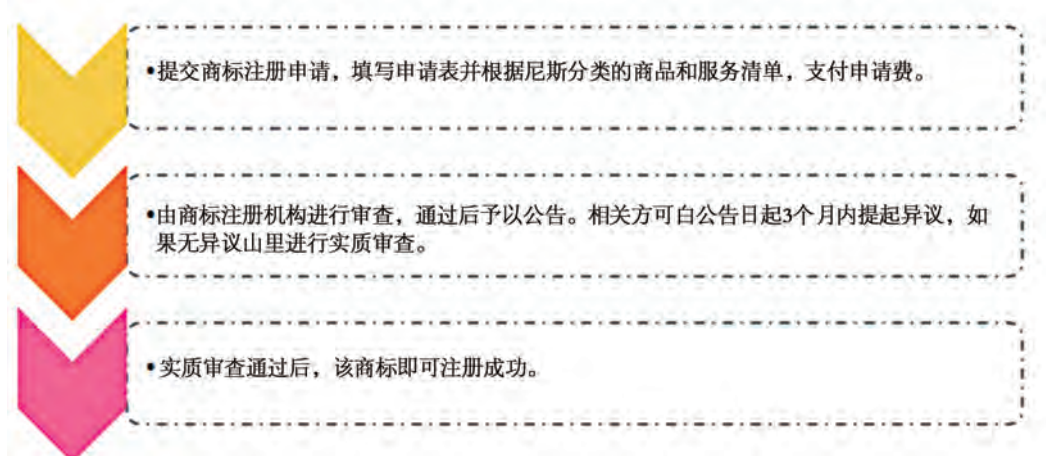 •提交商标注册申请，填写申请表并根据尼斯分类的商品和服务清单，支付申请费。
•由商标注册机构进行审查，通过后予以公告。相关方可白公告日起3个月内提起异议，如
果无异议山里进行实质审查。
•实质审查通过后，该商标即可注册成功。